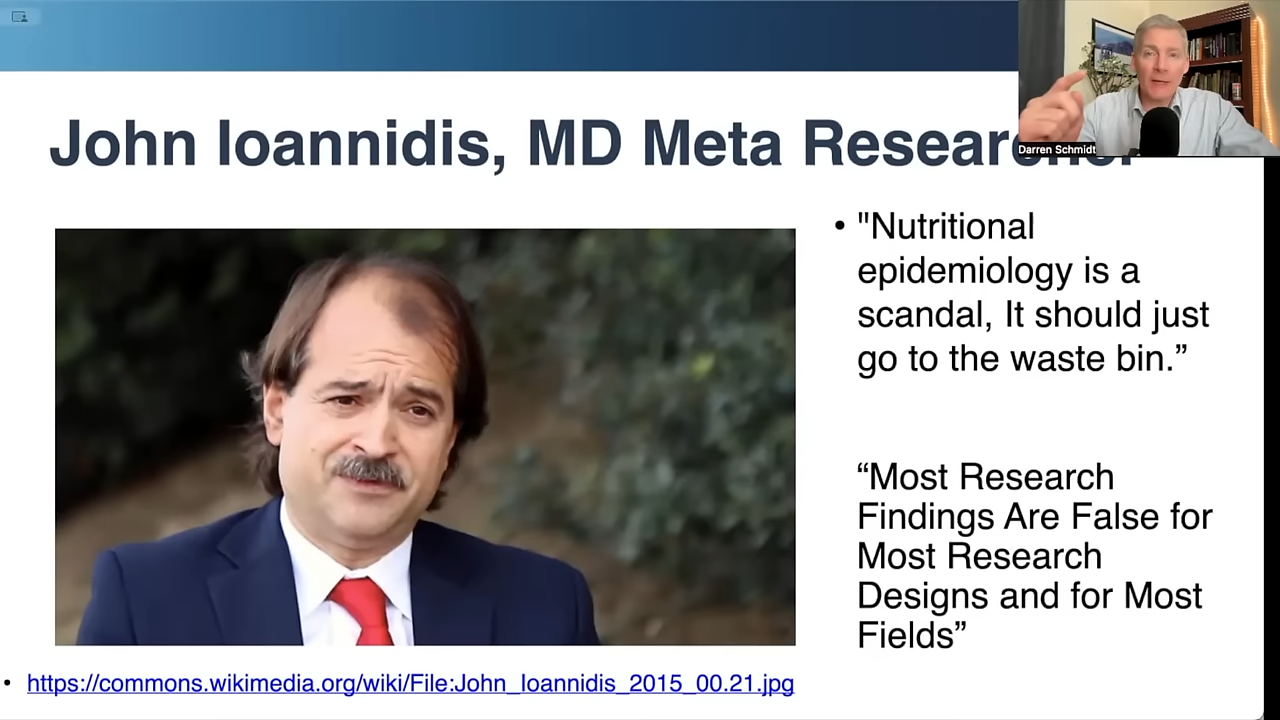 John Ioannidis, MD Meta
Darren Schmidt
• "Nutritional
epidemiology is a
scandal, It should just
go to the waste bin.”
“Most Research
Findings Are False for
Most Research
Designs and for Most
Fields”
• https://commons.wikimedia.org/wiki/File:John_Ioannidis_2015_00.21.jpg